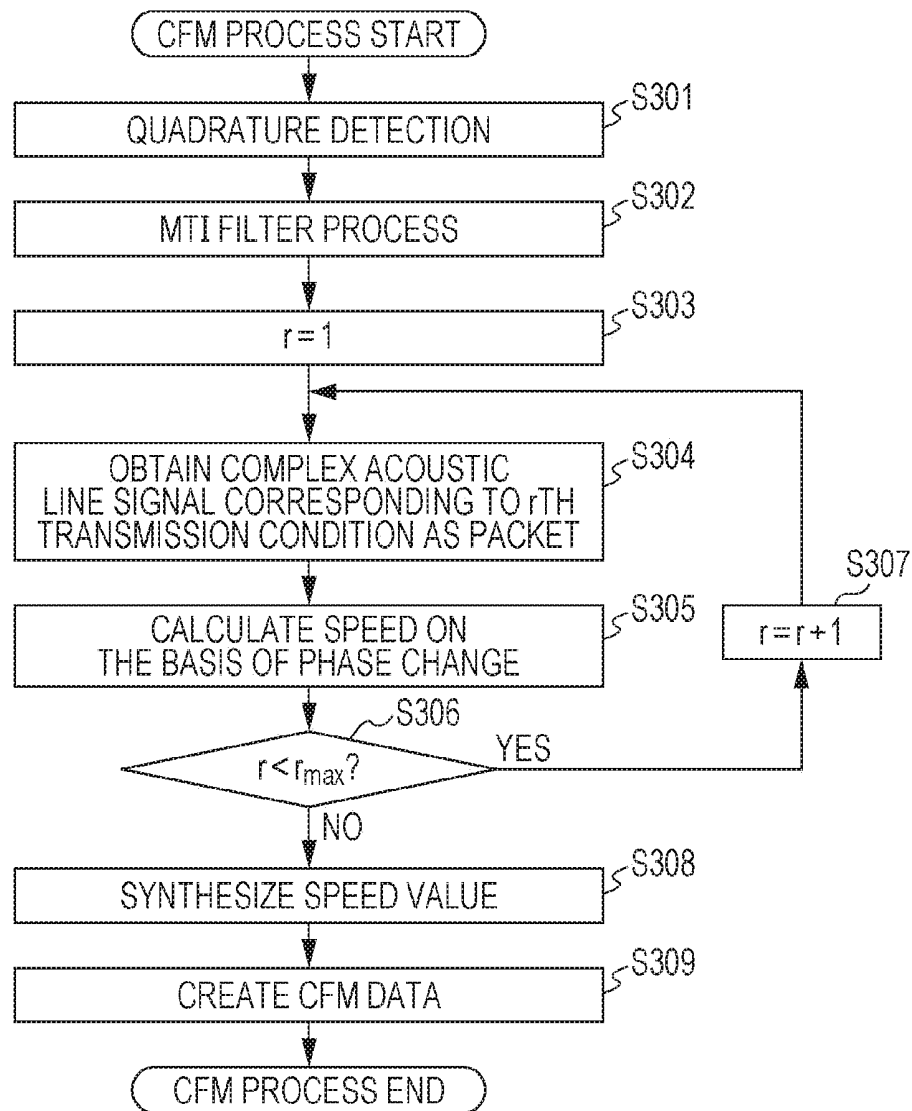 CFM PROCESS START
S301
QUADRATURE DETECTION
S302
MTI FILTER PROCESS
S303
r=1
S304
OBTAIN COMPLEX ACOUSTIC
LINE SIGNAL CORRESPONDING TO rTH
TRANSMISSION CONDITION AS PACKET
S307
r=r+1
S305
CALCULATE SPEED ON
THE BASIS OF PHASE CHANGE
S306
r<rmax?
YES
NO
S308
SYNTHESIZE SPEED VALUE
S309
CREATE CFM DATA
CFM PROCESS END